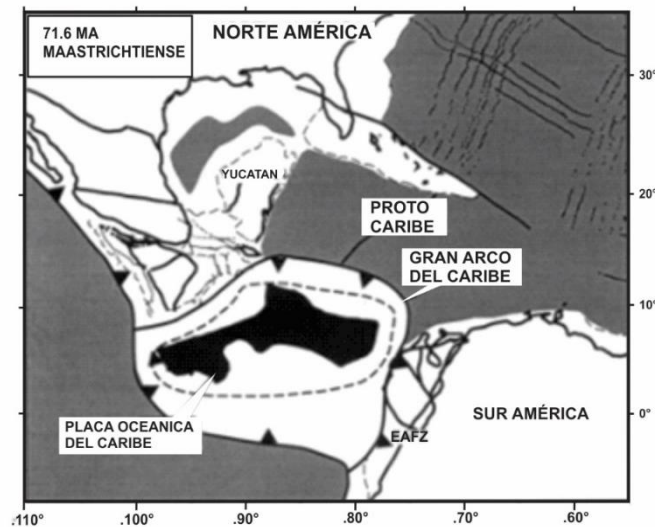 71.6 MA
MAASTRICHTIENSE
NORTE AMÉRICA
30°
YUCATAN
20°
PROTO
CARIBE
GRAN ARCO
DEL CARIBE
10°
SUR AMÉRICA
0°
PLACA OCEANICA
DEL CARIBE
EAFZ
.110° .100° .90° .80° .70° .60°